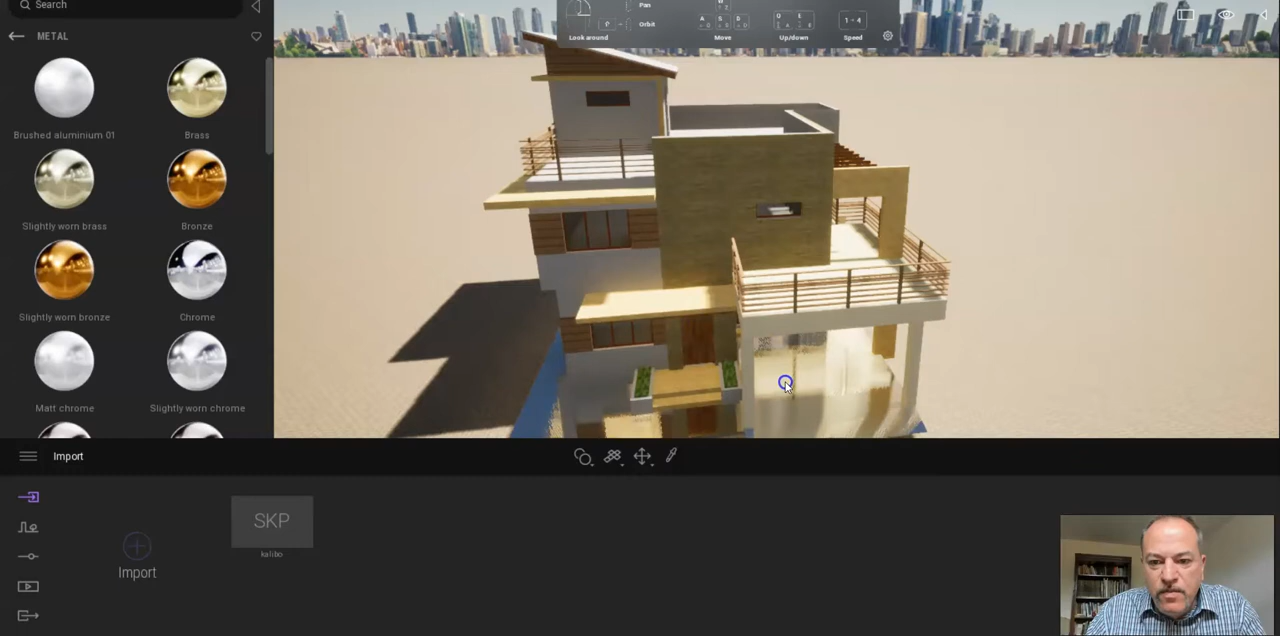 Search
METAL
Brushed aluminium 01
Brass
Slightly worn brass
Bronze
Slightly worn bronze
Chrome
Matt chrome
Slightly worn chrome
Pan
Orbit
A S D
Q E
1 - 4
Look around
Move
Up/down
Speed
Import
SKP
kalibo
Import